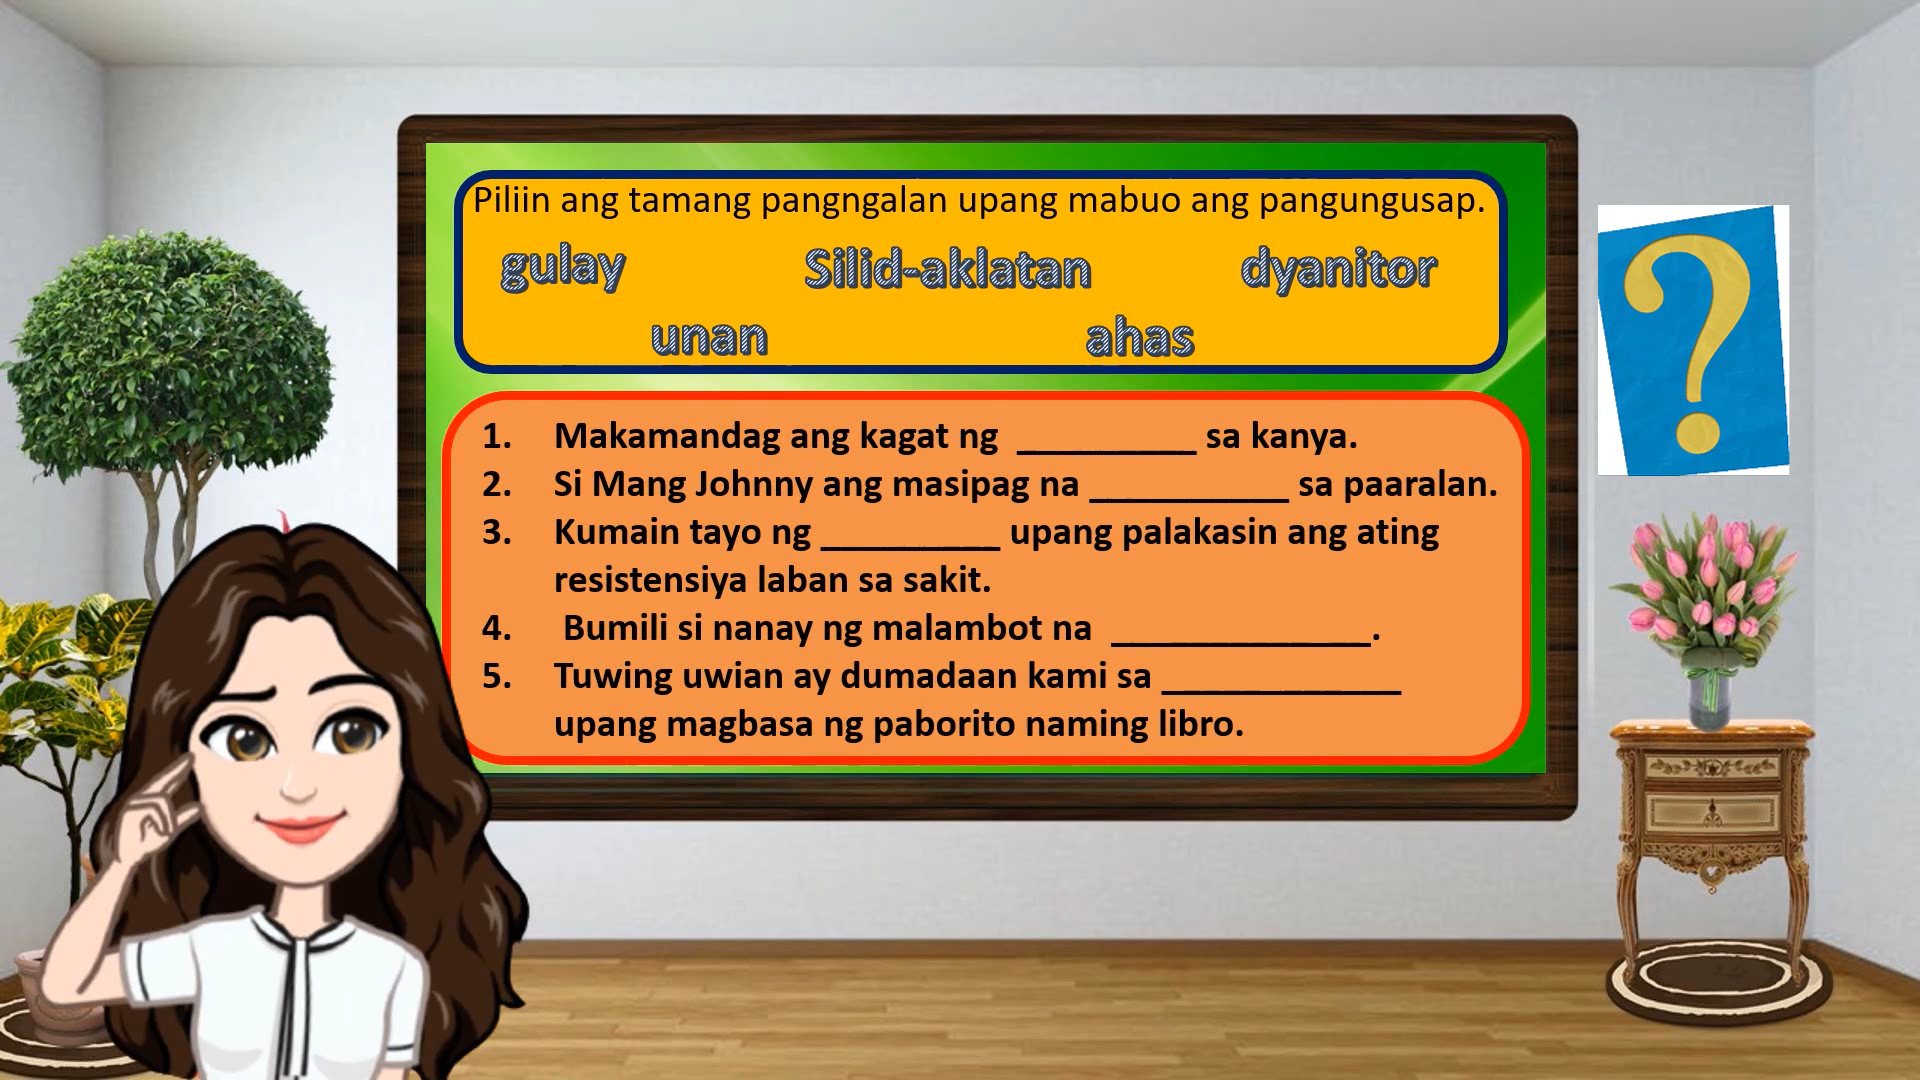 Piliin ang tamang pangngalan upang mabuo ang pangungusap.
gulay Silid-aklatan dyanitor
unan ahas
1. Makamandag ang kagat ng _________ sa kanya.
2. Si Mang Johnny ang masipag na __________ sa paaralan.
3. Kumain tayo ng _________ upang palakasin ang ating
resistensiya laban sa sakit.
4. Bumili si nanay ng malambot na _____________.
5. Tuwing uwian ay dumadaan kami sa ____________
upang magbasa ng paborito naming libro.
?